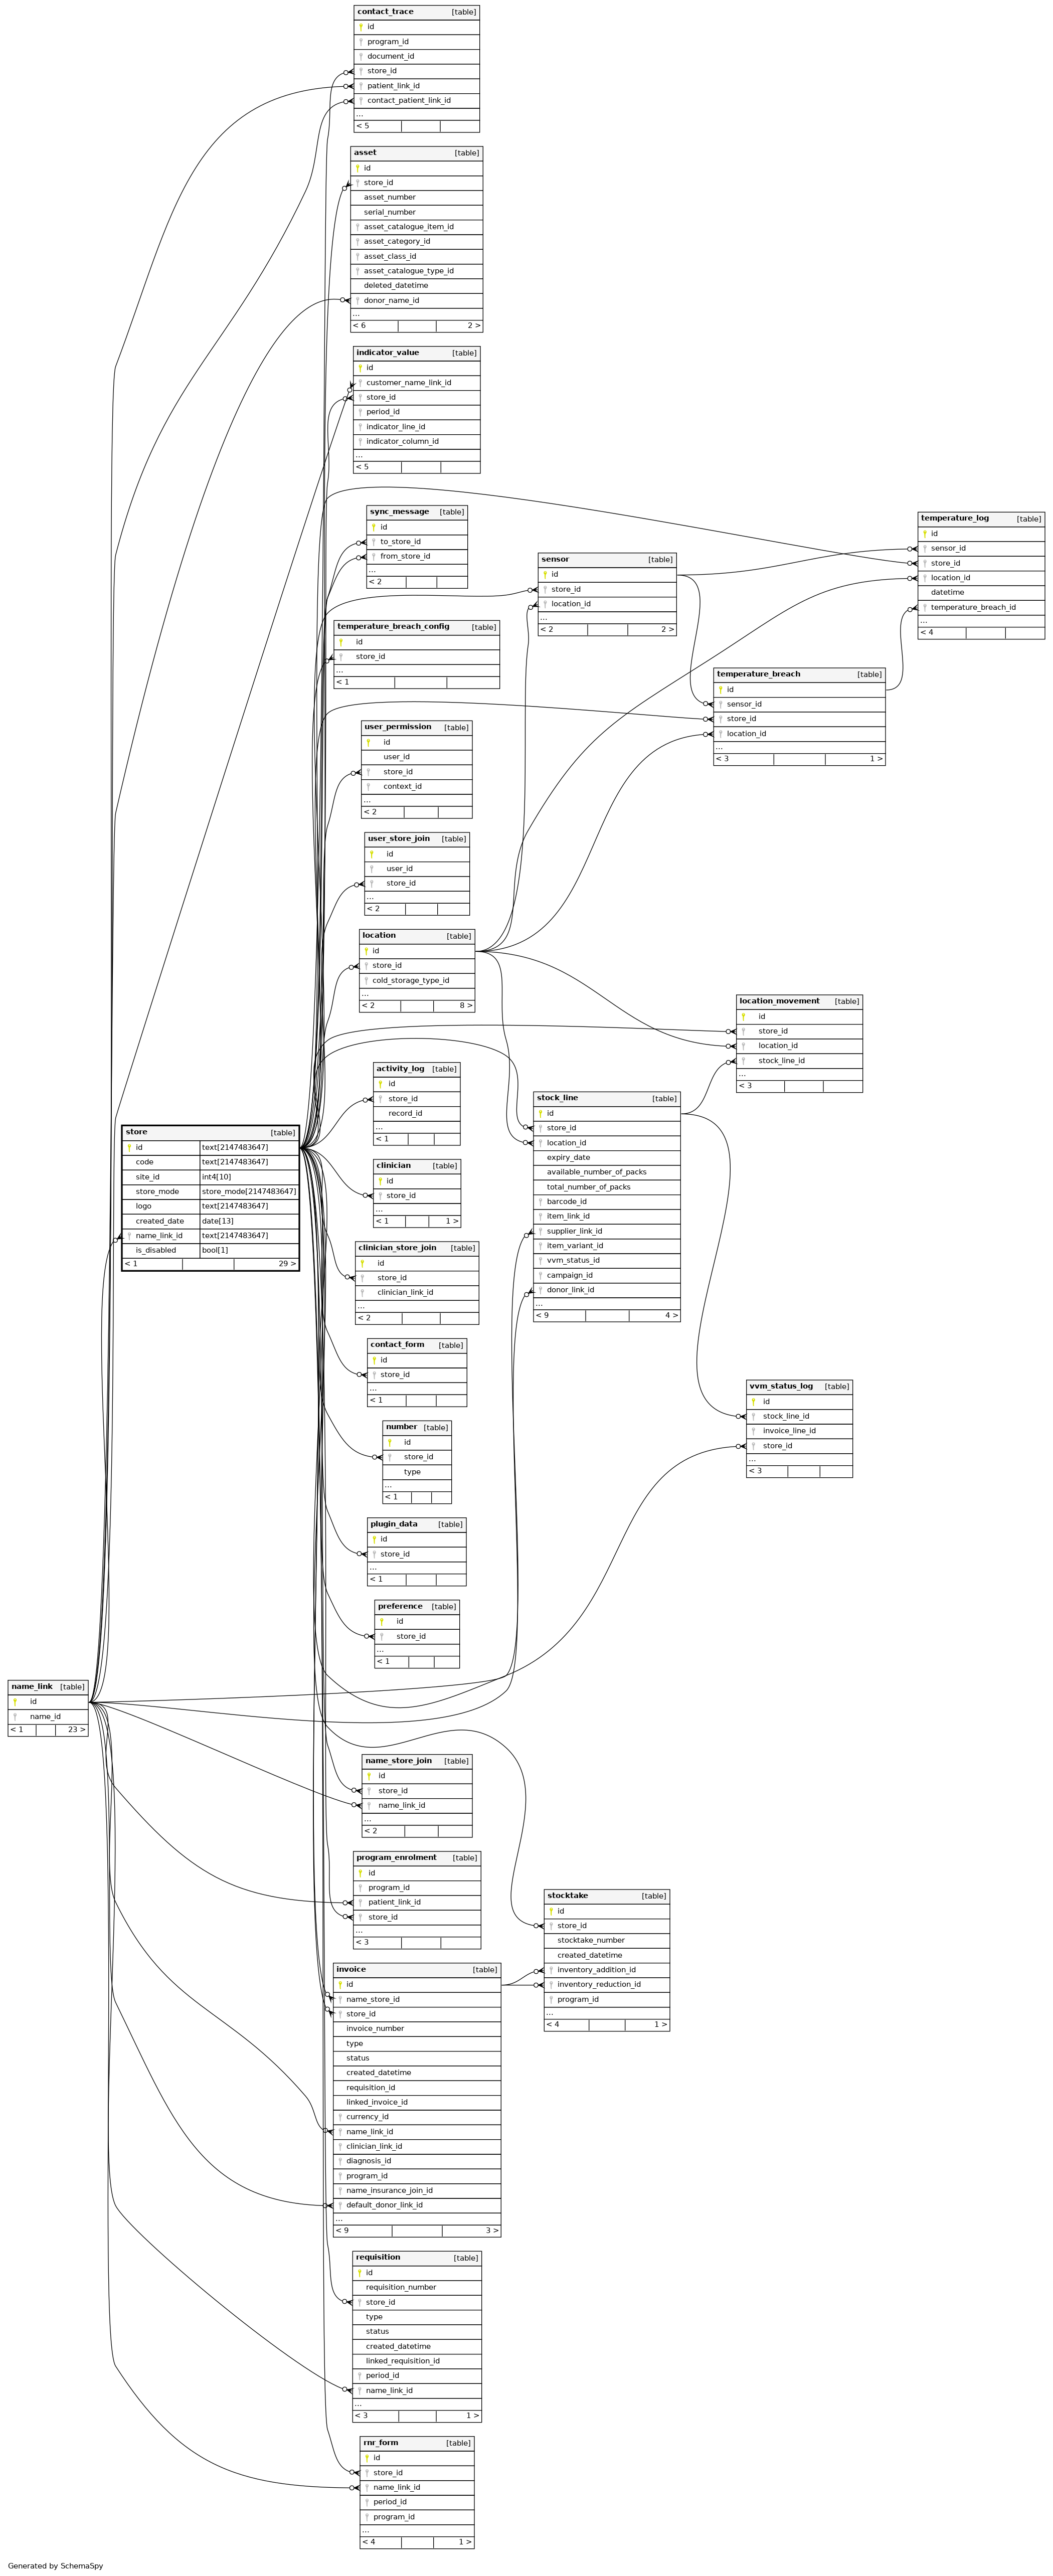 contact_trace [table]
id
program_id
document_id
store_id
patient_link_id
contact_patient_link_id
...
< 5
asset [table]
id
store_id
asset_number
serial_number
asset_catalogue_item_id
asset_category_id
asset_class_id
asset_catalogue_type_id
deleted_datetime
donor_name_id
...
< 6 2 >
indicator_value [table]
id
customer_name_link_id
store_id
period_id
indicator_line_id
indicator_column_id
...
< 5
sync_message [table]
id
to_store_id
from_store_id
...
< 2
temperature_breach_config [table]
id
store_id
...
< 1
user_permission [table]
id
user_id
store_id
context_id
...
< 2
user_store_join [table]
id
user_id
store_id
...
< 2
location [table]
id
store_id
cold_storage_type_id
...
< 2 8 >
activity_log [table]
id
store_id
record_id
...
< 1
clinician [table]
id
store_id
...
< 1 1 >
clinician_store_join [table]
id
store_id
clinician_link_id
...
< 2
contact_form [table]
id
store_id
...
< 1
number [table]
id
store_id
type
...
< 1
plugin_data [table]
id
store_id
...
< 1
preference [table]
id
store_id
...
< 1
name_store_join [table]
id
store_id
name_link_id
...
< 2
program_enrolment [table]
id
program_id
patient_link_id
store_id
...
< 3
invoice [table]
id
name_store_id
store_id
invoice_number
type
status
created_datetime
requisition_id
linked_invoice_id
currency_id
name_link_id
clinician_link_id
diagnosis_id
program_id
name_insurance_join_id
default_donor_link_id
...
< 9 3 >
requisition [table]
id
requisition_number
store_id
type
status
created_datetime
linked_requisition_id
period_id
name_link_id
...
< 3 1 >
rnr_form [table]
id
store_id
name_link_id
period_id
program_id
...
< 4 1 >
store [table]
id text[2147483647]
code text[2147483647]
site_id int4[10]
store_mode store_mode[2147483647]
logo text[2147483647]
created_date date[13]
name_link_id text[2147483647]
is_disabled bool[1]
< 1 29 >
name_link [table]
id
name_id
< 1 23 >
sensor [table]
id
store_id
location_id
...
< 2 2 >
stock_line [table]
id
store_id
location_id
expiry_date
available_number_of_packs
total_number_of_packs
barcode_id
item_link_id
supplier_link_id
item_variant_id
vvm_status_id
campaign_id
donor_link_id
...
< 9 4 >
stocktake [table]
id
store_id
stocktake_number
created_datetime
inventory_addition_id
inventory_reduction_id
program_id
...
< 4 1 >
temperature_log [table]
id
sensor_id
store_id
location_id
datetime
temperature_breach_id
...
< 4
temperature_breach [table]
id
sensor_id
store_id
location_id
...
< 3 1 >
location_movement [table]
id
store_id
location_id
stock_line_id
...
< 3
vvm_status_log [table]
id
stock_line_id
invoice_line_id
store_id
...
< 3
Generated by SchemaSpy